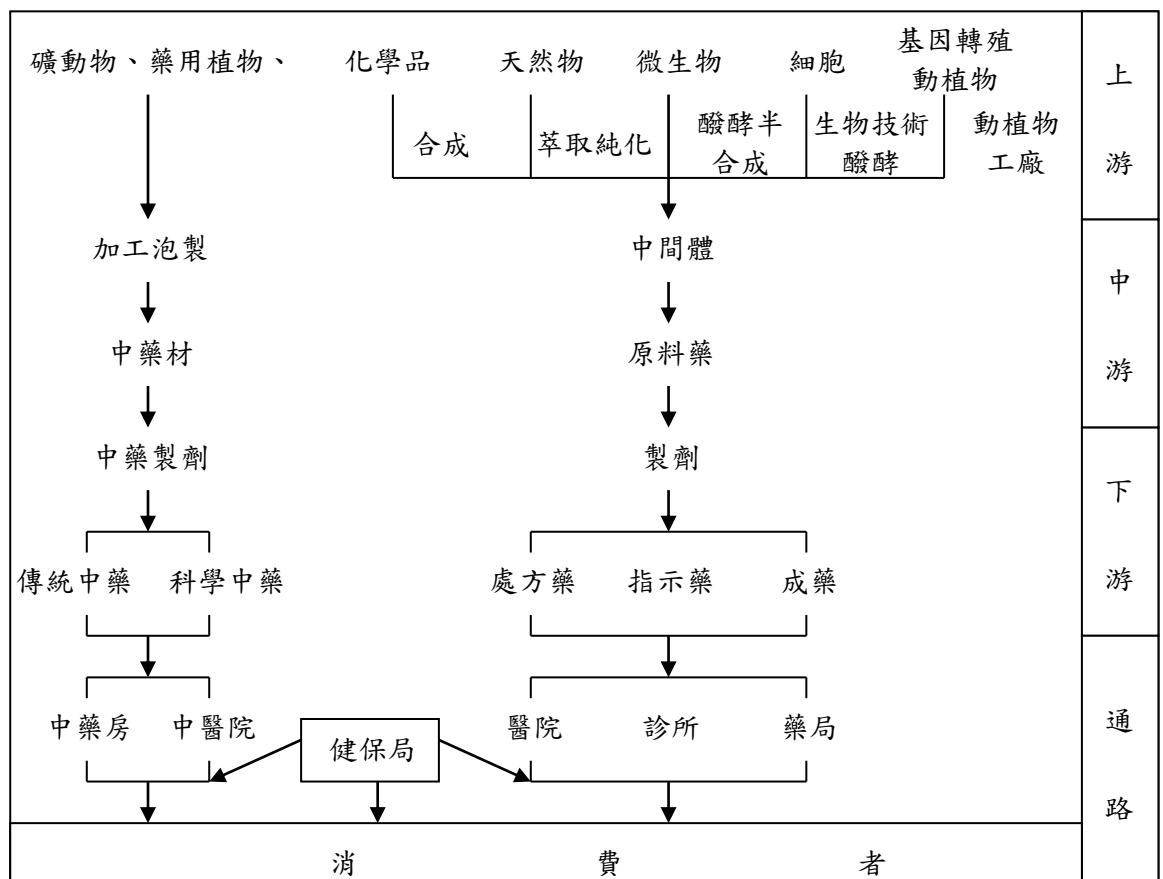 礦動物、藥用植物、 化學品 天然物 微生物 細胞 基因轉殖
動植物
合成 萃取純化 醱酵半
合成 生物技術
醱酵 動植物
工廠
上
游
加工泡製 中間體
中藥材 原料藥
中
游
中藥製劑 製劑
傳統中藥 科學中藥 處方藥 指示藥 成藥
下
游
中藥房 中醫院 健保局 醫院 診所 藥局
通
路
消 費 者